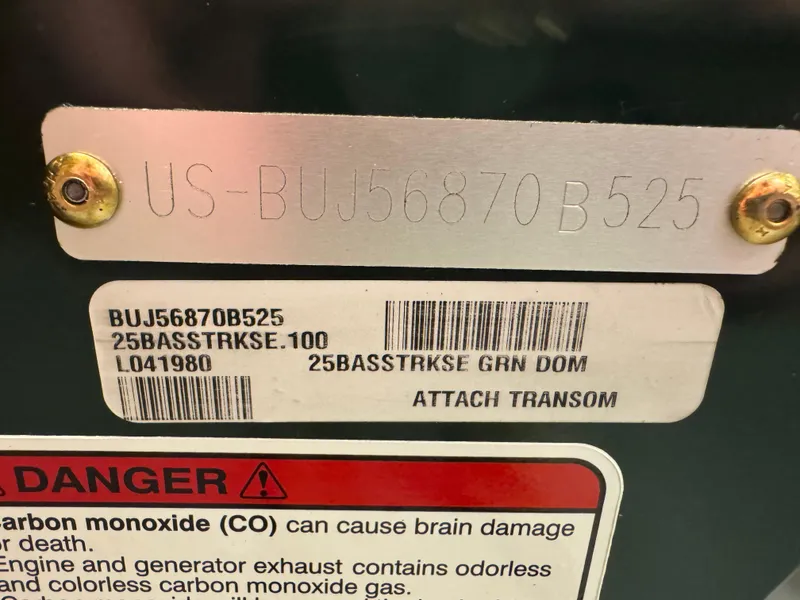 US-BUJ56870B525
BUJ56870B525
25BASSTRKSE.100
L041980
25BASSTRKSE GRN DOM
ATTACH TRANSOM
DANGER
arbon monoxide (CO) can cause brain damage
or death.
Engine and generator exhaust contains odorless
and colorless carbon monoxide gas.